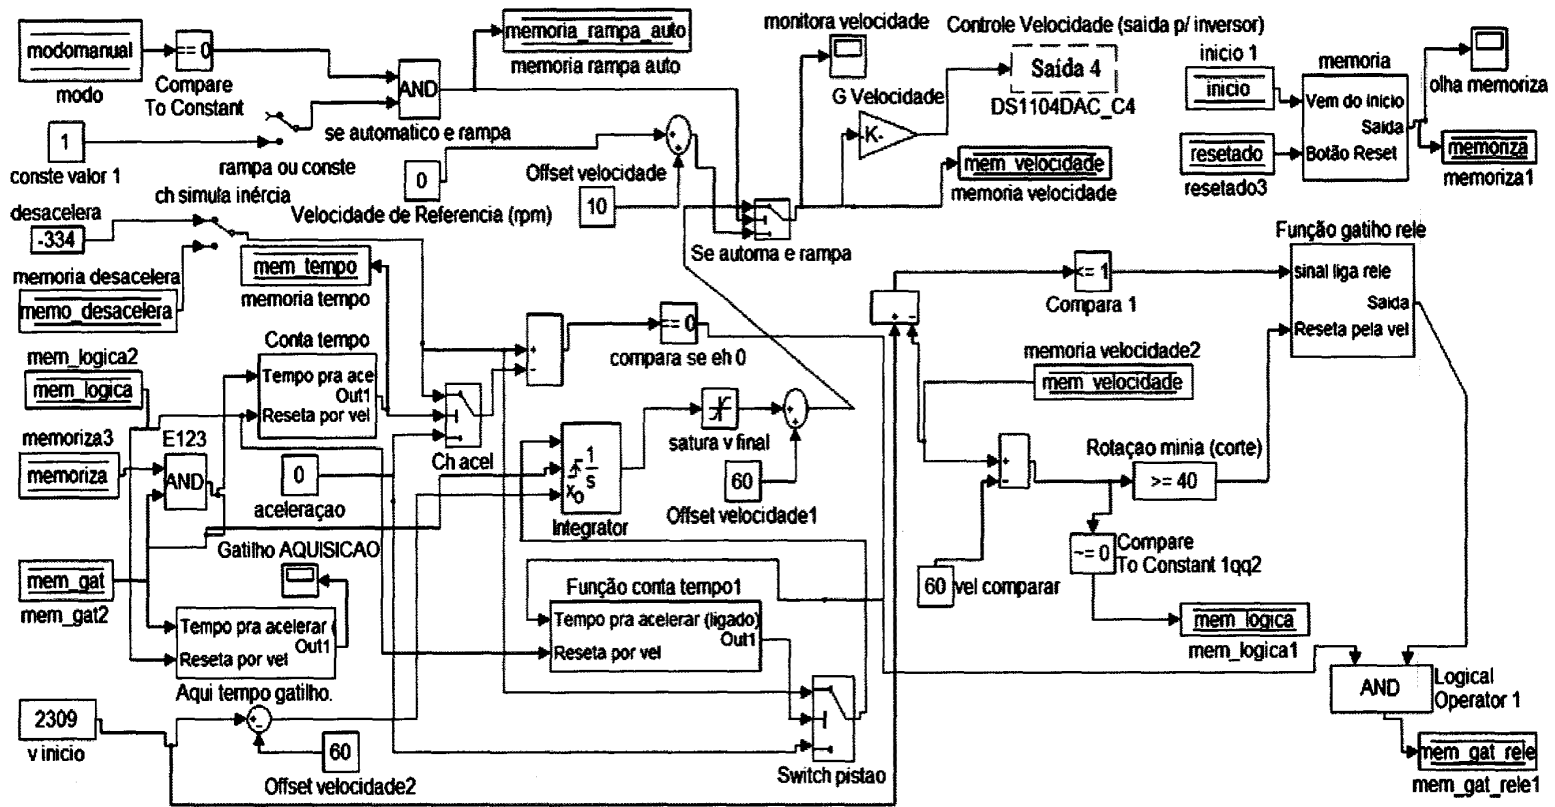 modomanual
modo
== 0
Compare
To Constant
AND
se automatico e rampa
memoria_rampa_auto
memoria rampa auto
1
conste valor 1
rampa ou conste
ch simula inércia
0
Velocidade de Referência (rpm)
Offset velocidade
10
monitora velocidade
G Velocidade
-K-
Controle Velocidade (saida p/ inversor)
Saída 4
DS1104DAC_C4
mem_velocidade
memoria velocidade
Se automa e rampa
inicio 1
inicio
resetado
resetado3
memoria
Vem do Inicio
Saida
Botão Reset
olha memoriza
memoriza
memoriza1
desacelera
-334
memoria desacelera
memo_desacelera
mem_tempo
memoria tempo
mem_logica2
mem_logica
Conta tempo
Tempo pra ace
Out1
Reseta por vel
memoriza3
memoriza
E123
AND
0
aceleraçao
Ch acel
== 0
compara se eh 0
1
s
xo
Integrator
satura v final
60
Offset velocidade1
<= 1
Compara 1
Função gatiho rele
sinal liga rele
Saida
Reseta pela vel
memoria velocidade2
mem_velocidade
Rotaçao minia (corte)
>= 40
60
vel comparar
~= 0
Compare
To Constant 1qq2
mem_logica
mem_logica1
mem_gat
mem_gat2
Gatilho AQUISICAO
Tempo pra acelerar (
Out1
Reseta por vel
Aqui tempo gatilho.
Função conta tempo1
Tempo pra acelerar (ligado)
Out1
Reseta por vel
2309
v inicio
60
Offset velocidade2
Switch pistao
AND
Logical
Operator 1
mem_gat_rele
mem_gat_rele1